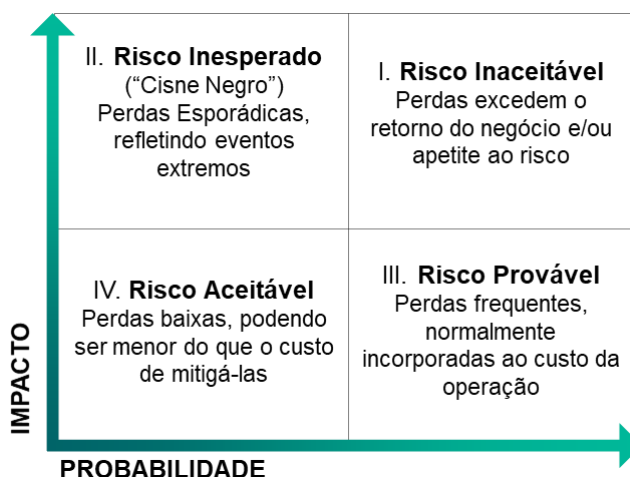 II. Risco Inesperado
(“Cisne Negro”)
Perdas Esporádicas,
refletindo eventos
extremos
I. Risco Inaceitável
Perdas excedem o
retorno do negócio e/ou
apetite ao risco
IV. Risco Aceitável
Perdas baixas, podendo
ser menor do que o custo
de mitigá-las
III. Risco Provável
Perdas frequentes,
normalmente
incorporadas ao custo da
operação
IMPACTO
PROBABILIDADE